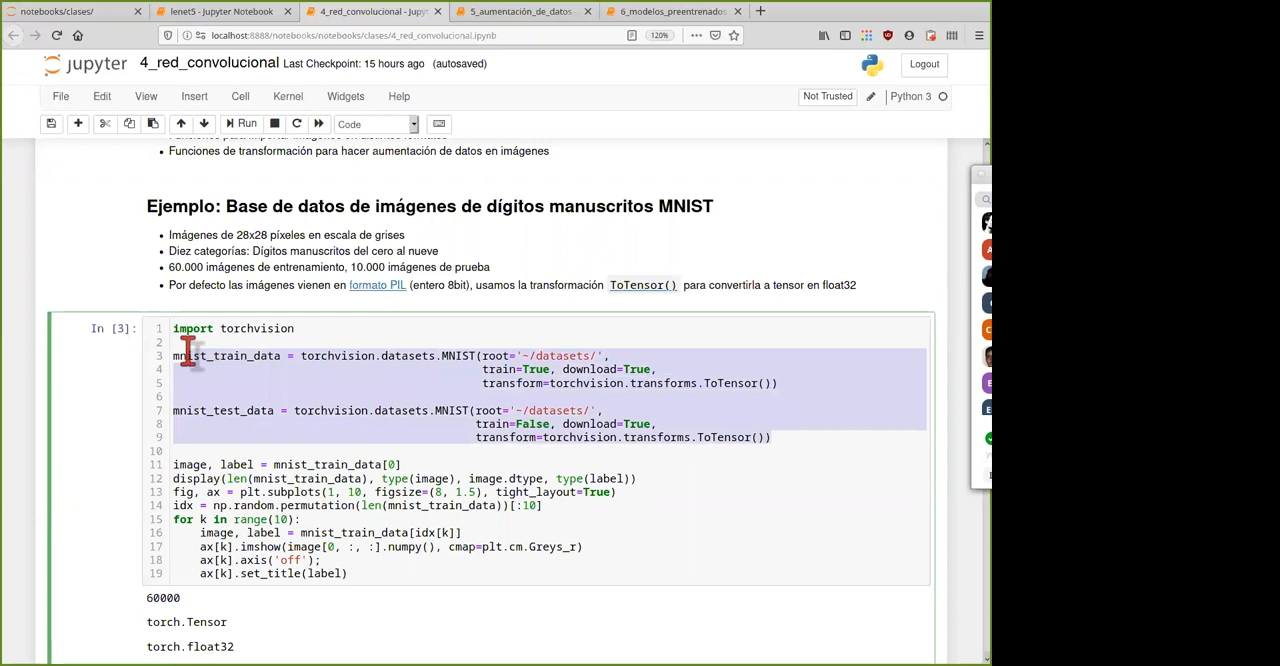 notebooks/clases/
lenet5 - Jupyter Notebook
4_red_convolucional - Jupyt
5_aumentación_de_datos
6_modelos_preentrenados
localhost:8888/notebooks/notebooks/clases/4_red_convolucional.ipynb
120%
jupyter 4_red_convolucional Last Checkpoint: 15 hours ago (autosaved)
Logout
File Edit View Insert Cell Kernel Widgets Help
Not Trusted
Python 3
Run
Code
Funciones para importar imágenes en distintos formatos
Funciones de transformación para hacer aumentación de datos en imágenes
Ejemplo: Base de datos de imágenes de dígitos manuscritos MNIST
Imágenes de 28x28 píxeles en escala de grises
Diez categorías: Dígitos manuscritos del cero al nueve
60.000 imágenes de entrenamiento, 10.000 imágenes de prueba
Por defecto las imágenes vienen en formato PIL (entero 8bit), usamos la transformación ToTensor() para convertirla a tensor en float32
In [3]:
1 import torchvision
2
3 mnist_train_data = torchvision.datasets.MNIST(root='~/datasets/',
4 train=True, download=True,
5 transform=torchvision.transforms.ToTensor())
6
7 mnist_test_data = torchvision.datasets.MNIST(root='~/datasets/',
8 train=False, download=True,
9 transform=torchvision.transforms.ToTensor())
10
11 image, label = mnist_train_data[0]
12 display(len(mnist_train_data), type(image), image.dtype, type(label))
13 fig, ax = plt.subplots(1, 10, figsize=(8, 1.5), tight_layout=True)
14 idx = np.random.permutation(len(mnist_train_data))[:10]
15 for k in range(10):
16 image, label = mnist_train_data[idx[k]]
17 ax[k].imshow(image[0, :, :].numpy(), cmap=plt.cm.Greys_r)
18 ax[k].axis('off');
19 ax[k].set_title(label)
60000
torch.Tensor
torch.float32